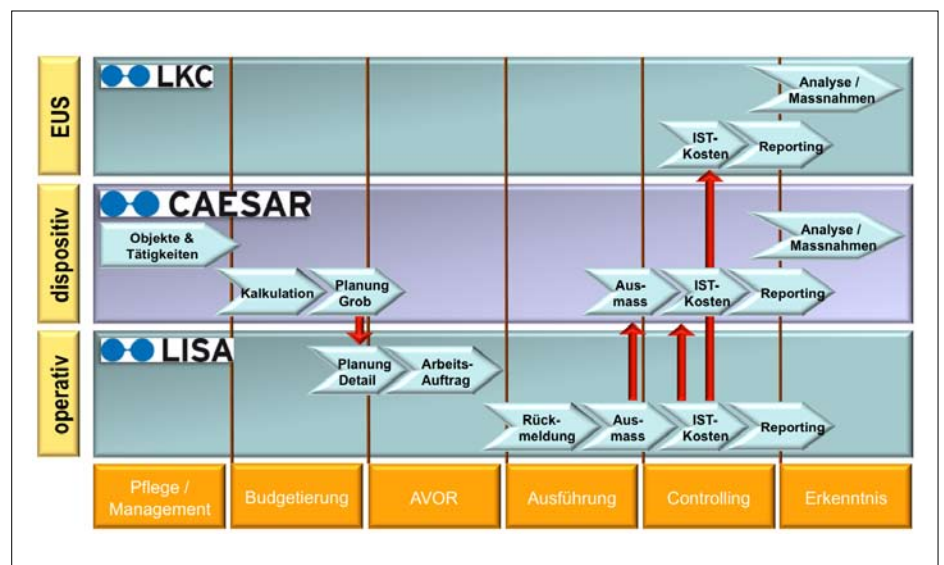 EUS
LKC
Analyse /
Massnahmen
IST-
Kosten
Reporting
dispositiv
CAESAR
Objekte &
Tätigkeiten
Analyse /
Massnahmen
Kalkulation
Planung
Grob
Aus-
mass
IST-
Kosten
Reporting
operativ
LISA
Planung
Detail
Arbeits-
Auftrag
Rück-
meldung
Aus-
mass
IST-
Kosten
Reporting
Pflege /
Management
Budgetierung
AVOR
Ausführung
Controlling
Erkenntnis